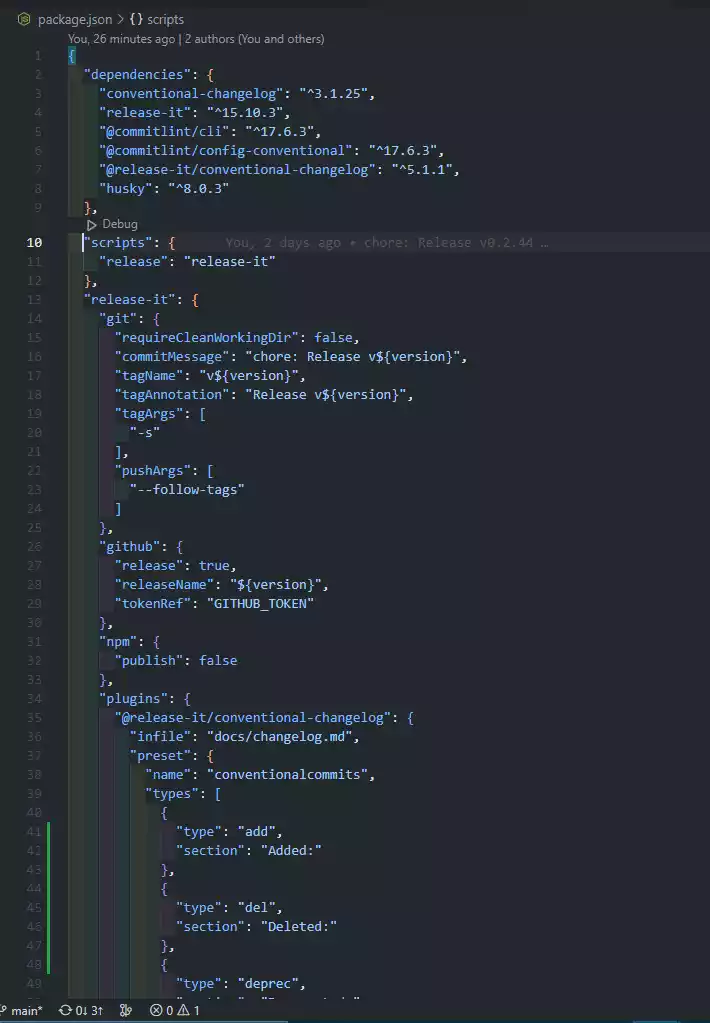 package.json > {} scripts
You, 26 minutes ago | 2 authors (You and others)
1 {
2 "dependencies": {
3 "conventional-changelog": "^3.1.25",
4 "release-it": "^15.10.3",
5 "@commitlint/cli": "^17.6.3",
6 "@commitlint/config-conventional": "^17.6.3",
7 "@release-it/conventional-changelog": "^5.1.1",
8 "husky": "^8.0.3"
9 },
Debug
10 "scripts": { You, 2 days ago • chore: Release v0.2.44 …
11 "release": "release-it"
12 },
13 "release-it": {
14 "git": {
15 "requireCleanWorkingDir": false,
16 "commitMessage": "chore: Release v${version}",
17 "tagName": "v${version}",
18 "tagAnnotation": "Release v${version}",
19 "tagArgs": [
20 "-s"
21 ],
22 "pushArgs": [
23 "--follow-tags"
24 ]
25 },
26 "github": {
27 "release": true,
28 "releaseName": "${version}",
29 "tokenRef": "GITHUB_TOKEN"
30 },
31 "npm": {
32 "publish": false
33 },
34 "plugins": {
35 "@release-it/conventional-changelog": {
36 "infile": "docs/changelog.md",
37 "preset": {
38 "name": "conventionalcommits",
39 "types": [
40 {
41 "type": "add",
42 "section": "Added:"
43 },
44 {
45 "type": "del",
46 "section": "Deleted:"
47 },
48 {
49 "type": "deprec",
main* 0↓ 3↑ 0 1